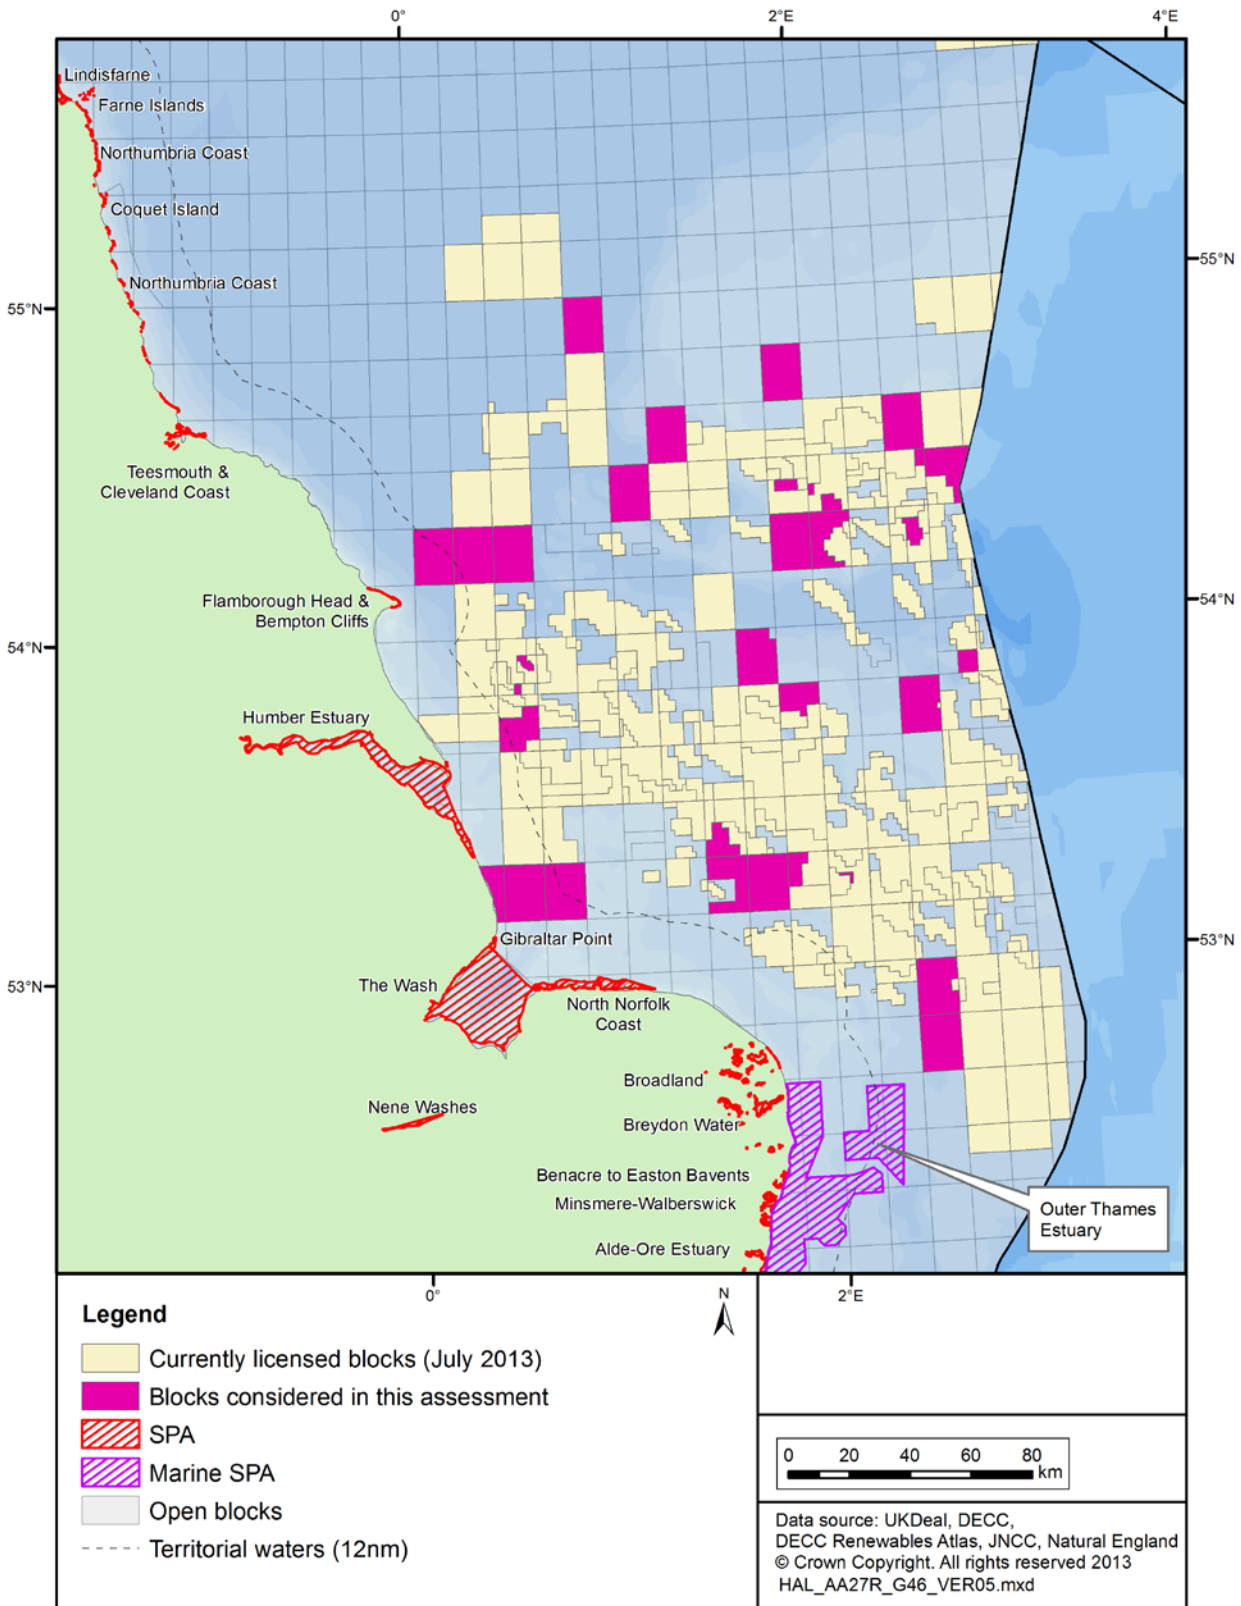 0°
2°E
4°E
Lindisfarne
Farne Islands
Northumbria Coast
Coquet Island
55°N
Northumbria Coast
55°N
Teesmouth &
Cleveland Coast
54°N
Flamborough Head &
Bempton Cliffs
54°N
Humber Estuary
Gibraltar Point
53°N
The Wash
53°N
North Norfolk
Coast
Broadland
Nene Washes
Breydon Water
Benacre to Easton Bavents
Minsmere-Walberswick
Outer Thames
Estuary
Alde-Ore Estuary
0°
N
2°E
Legend
Currently licensed blocks (July 2013)
Blocks considered in this assessment
SPA
Marine SPA
Open blocks
Territorial waters (12nm)
0 20 40 60 80
km
Data source: UKDeal, DECC,
DECC Renewables Atlas, JNCC, Natural England
© Crown Copyright. All rights reserved 2013
HAL_AA27R_G46_VER05.mxd